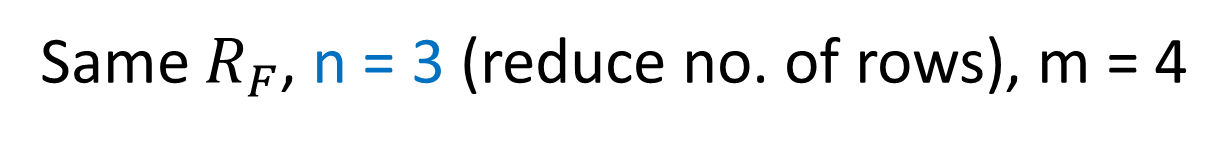 Same R_F, n = 3 (reduce no. of rows), m = 4